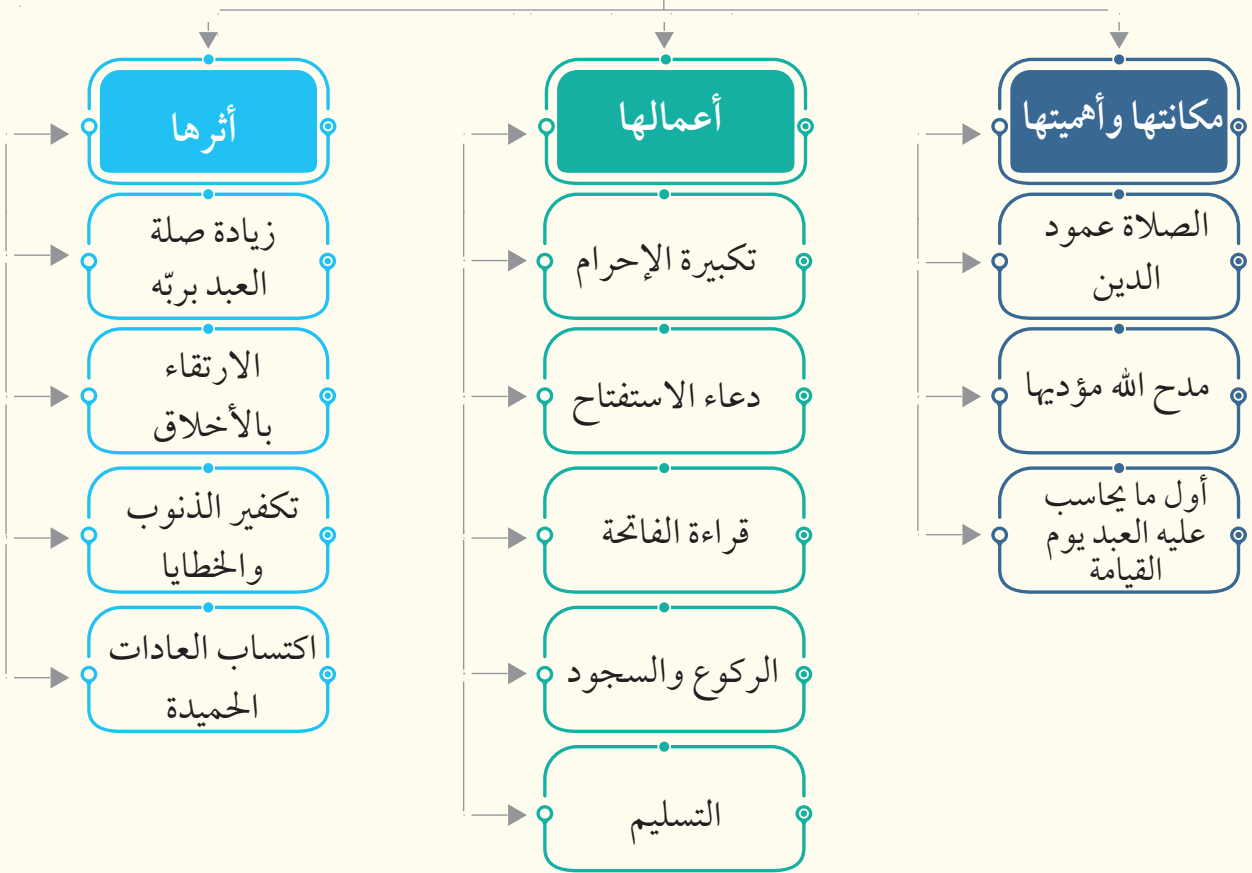 مكانتها وأهميتها
الصلاة عمود
الدين
مدح الله مؤديها
أول ما يحاسب
عليه العبد يوم
القيامة
أعمالها
تكبيرة الإحرام
دعاء الاستفتاح
قراءة الفاتحة
الركوع والسجود
التسليم
أثرها
زيادة صلة
العبد بربّه
الارتقاء
بالأخلاق
تكفير الذنوب
والخطايا
اكتساب العادات
الحميدة